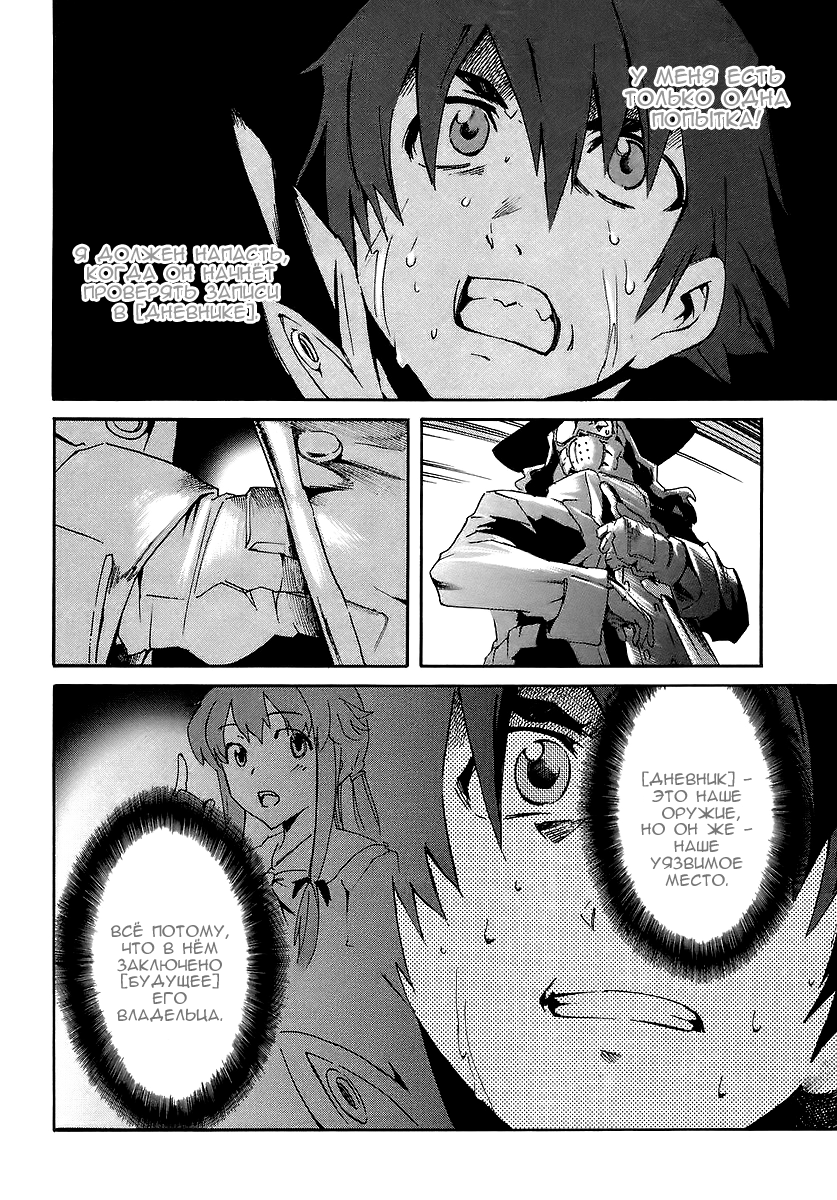 У МЕНЯ ЕСТЬ
ТОЛЬКО ОДНА
ПОПЫТКА!
Я ДОЛЖЕН НАПАСТЬ,
КОГДА ОН НАЧНЁТ
ПРОВЕРЯТЬ ЗАПИСИ
В [ДНЕВНИКЕ].
[ДНЕВНИК] -
ЭТО НАШЕ
ОРУЖИЕ,
НО ОН ЖЕ -
НАШЕ
УЯЗВИМОЕ
МЕСТО.
ВСЁ ПОТОМУ,
ЧТО В НЁМ
ЗАКЛЮЧЕНО
[БУДУЩЕЕ]
ЕГО
ВЛАДЕЛЬЦА.